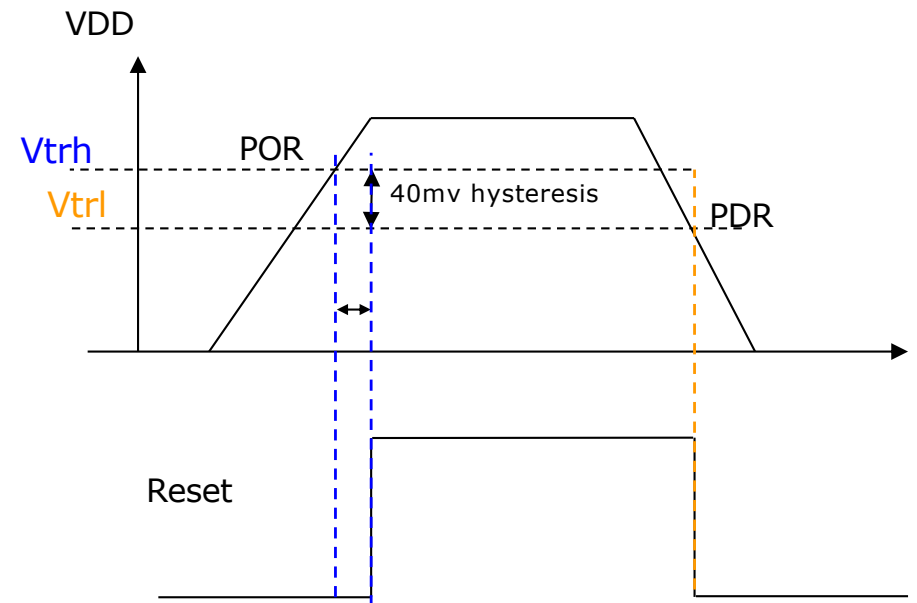 VDD
Vtrh
POR
Vtrl
40mv hysteresis
PDR
Reset